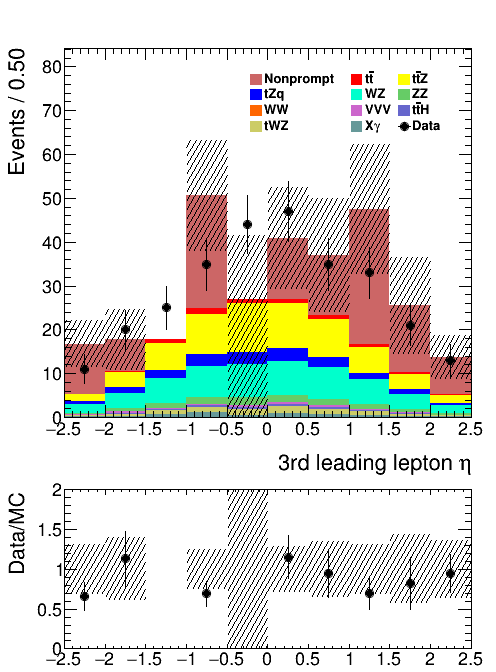 Events / 0.50
80
70
60
50
40
30
20
10
0
Nonprompt tt̄ tt̄Z
tZq WZ ZZ
WW VVV tt̄H
tWZ Xγ Data
−2.5 −2 −1.5 −1 −0.5 0 0.5 1 1.5 2 2.5
3rd leading lepton η
Data/MC
2
1.5
1
0.5
0
−2.5 −2 −1.5 −1 −0.5 0 0.5 1 1.5 2 2.5